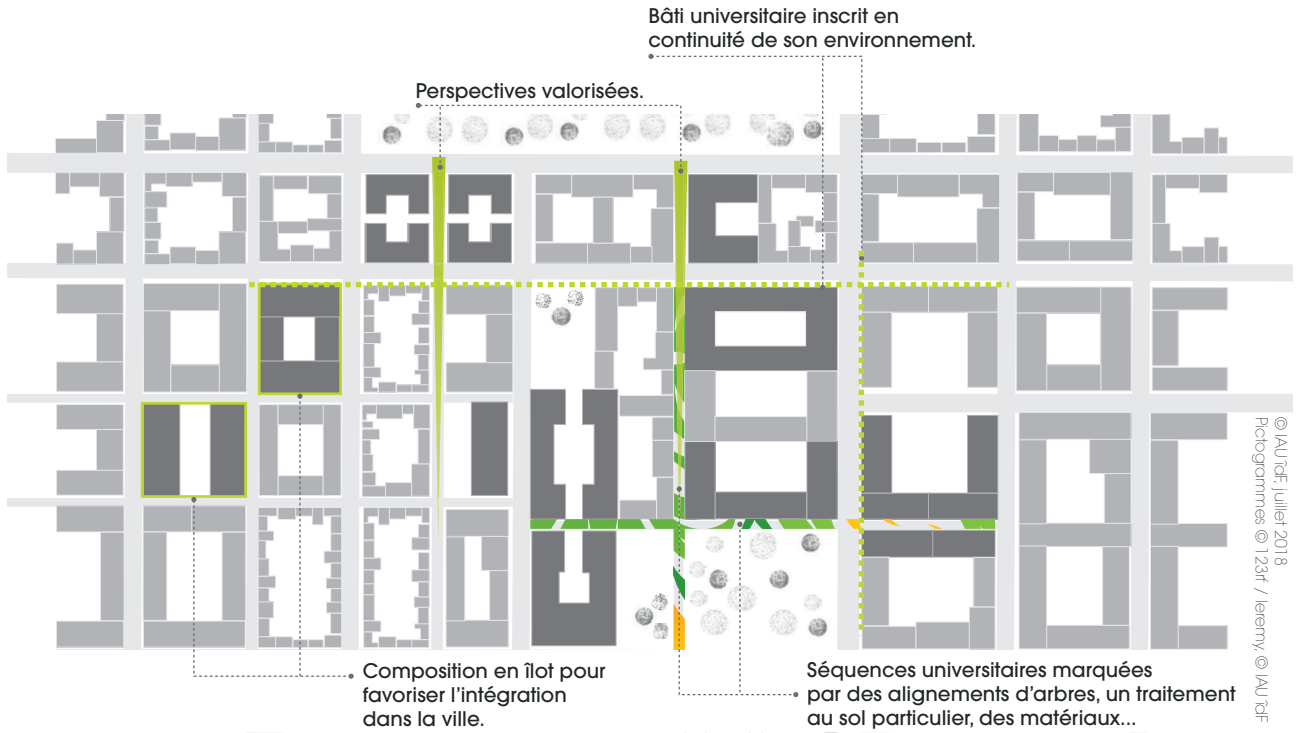 Bâti universitaire inscrit en
continuité de son environnement.
Perspectives valorisées.
Composition en îlot pour
favoriser l'intégration
dans la ville.
Séquences universitaires marquées
par des alignements d'arbres, un traitement
au sol particulier, des matériaux...
© IAU îdF, juillet 2018
Pictogrammes © 123rf / leremy, © IAU îdF